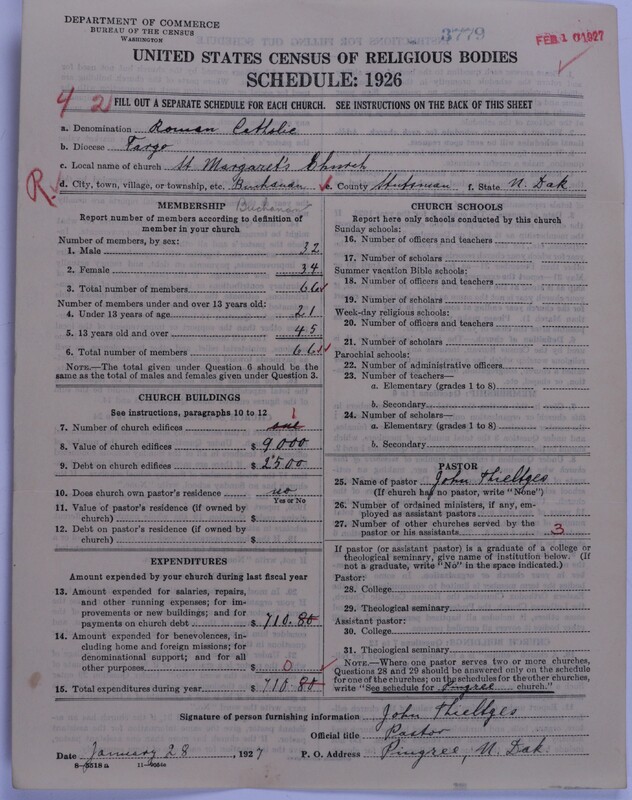 DEPARTMENT OF COMMERCE
BUREAU OF THE CENSUS
WASHINGTON
3779
FEB 10 1927
UNITED STATES CENSUS OF RELIGIOUS BODIES
SCHEDULE: 1926
4 2
FILL OUT A SEPARATE SCHEDULE FOR EACH CHURCH. SEE INSTRUCTIONS ON THE BACK OF THIS SHEET
a. Denomination Roman Catholic
b. Diocese Fargo
c. Local name of church St Margaret's Church
R
d. City, town, village, or township, etc. Buchanan e. County Stutsman f. State N. Dak
MEMBERSHIP Buchanan
Report number of members according to definition of
member in your church
Number of members, by sex:
1. Male 32
2. Female 34
3. Total number of members 66
Number of members under and over 13 years old:
4. Under 13 years of age 21
5. 13 years old and over 45
6. Total number of members 66
NOTE.—The total given under Question 6 should be
same as the total of males and females given under Question 3.
CHURCH BUILDINGS
See instructions, paragraphs 10 to 12
1
7. Number of church edifices one
8. Value of church edifices $ 9000
9. Debt on church edifices $ 2500
10. Does church own pastor's residence no
Yes or No
11. Value of pastor's residence (if owned by
church) $
12. Debt on pastor's residence (if owned by
church) $
EXPENDITURES
Amount expended by your church during last fiscal year
13. Amount expended for salaries, repairs,
and other running expenses; for im-
provements or new buildings; and for
payments on church debt $ 710.80
14. Amount expended for benevolences, in-
cluding home and foreign missions; for
denominational support; and for all
other purposes $ 0
15. Total expenditures during year $ 710.80
CHURCH SCHOOLS
Report here only schools conducted by this church
Sunday schools:
16. Number of officers and teachers
17. Number of scholars
Summer vacation Bible schools:
18. Number of officers and teachers
19. Number of scholars
Week-day religious schools:
20. Number of officers and teachers
21. Number of scholars
Parochial schools:
22. Number of administrative officers
23. Number of teachers—
a. Elementary (grades 1 to 8)
b. Secondary
24. Number of scholars—
a. Elementary (grades 1 to 8)
b. Secondary
PASTOR
25. Name of pastor John Thieltges
(If church has no pastor, write "None")
26. Number of ordained ministers, if any, em-
ployed as assistant pastors
27. Number of other churches served by the
pastor or his assistants 3
If pastor (or assistant pastor) is a graduate of a college or
theological seminary, give name of institution below. (If
not a graduate, write "No" in the space indicated.)
Pastor:
28. College
29. Theological seminary
Assistant pastor:
30. College
31. Theological seminary
NOTE.—Where one pastor serves two or more churches,
Questions 28 and 29 should be answered only on the schedule
for one of the churches; on the schedules for the other churches,
write "See schedule for Pingree church."
Signature of person furnishing information John Thieltges
Official title Pastor
Date January 28, 1927 P. O. Address Pingree, N. Dak.
8—5518 a